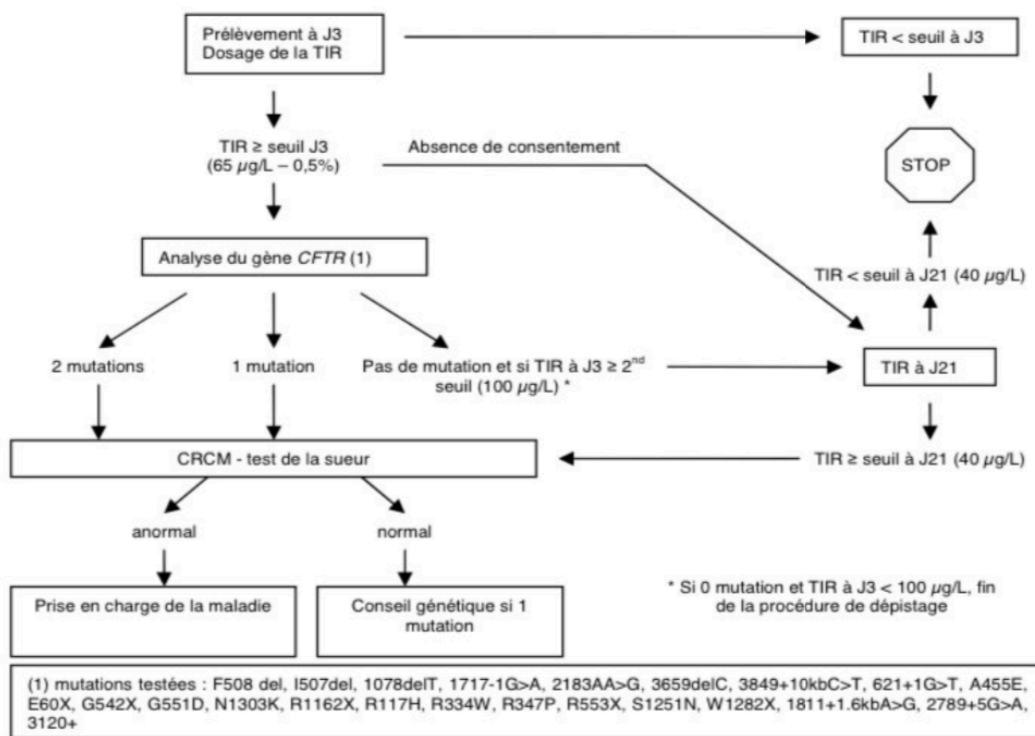 Prélèvement à J3
Dosage de la TIR
TIR < seuil à J3
TIR ≥ seuil J3
(65 µg/L – 0,5%)
Absence de consentement
STOP
Analyse du gène CFTR (1)
TIR < seuil à J21 (40 µg/L)
2 mutations
1 mutation
Pas de mutation et si TIR à J3 ≥ 2nd
seuil (100 µg/L) *
TIR à J21
CRCM - test de la sueur
TIR ≥ seuil à J21 (40 µg/L)
anormal
normal
Prise en charge de la maladie
Conseil génétique si 1
mutation
* Si 0 mutation et TIR à J3 < 100 µg/L, fin
de la procédure de dépistage
(1) mutations testées : F508 del, I507del, 1078delT, 1717-1G>A, 2183AA>G, 3659delC, 3849+10kbC>T, 621+1G>T, A455E,
E60X, G542X, G551D, N1303K, R1162X, R117H, R334W, R347P, R553X, S1251N, W1282X, 1811+1.6kbA>G, 2789+5G>A,
3120+